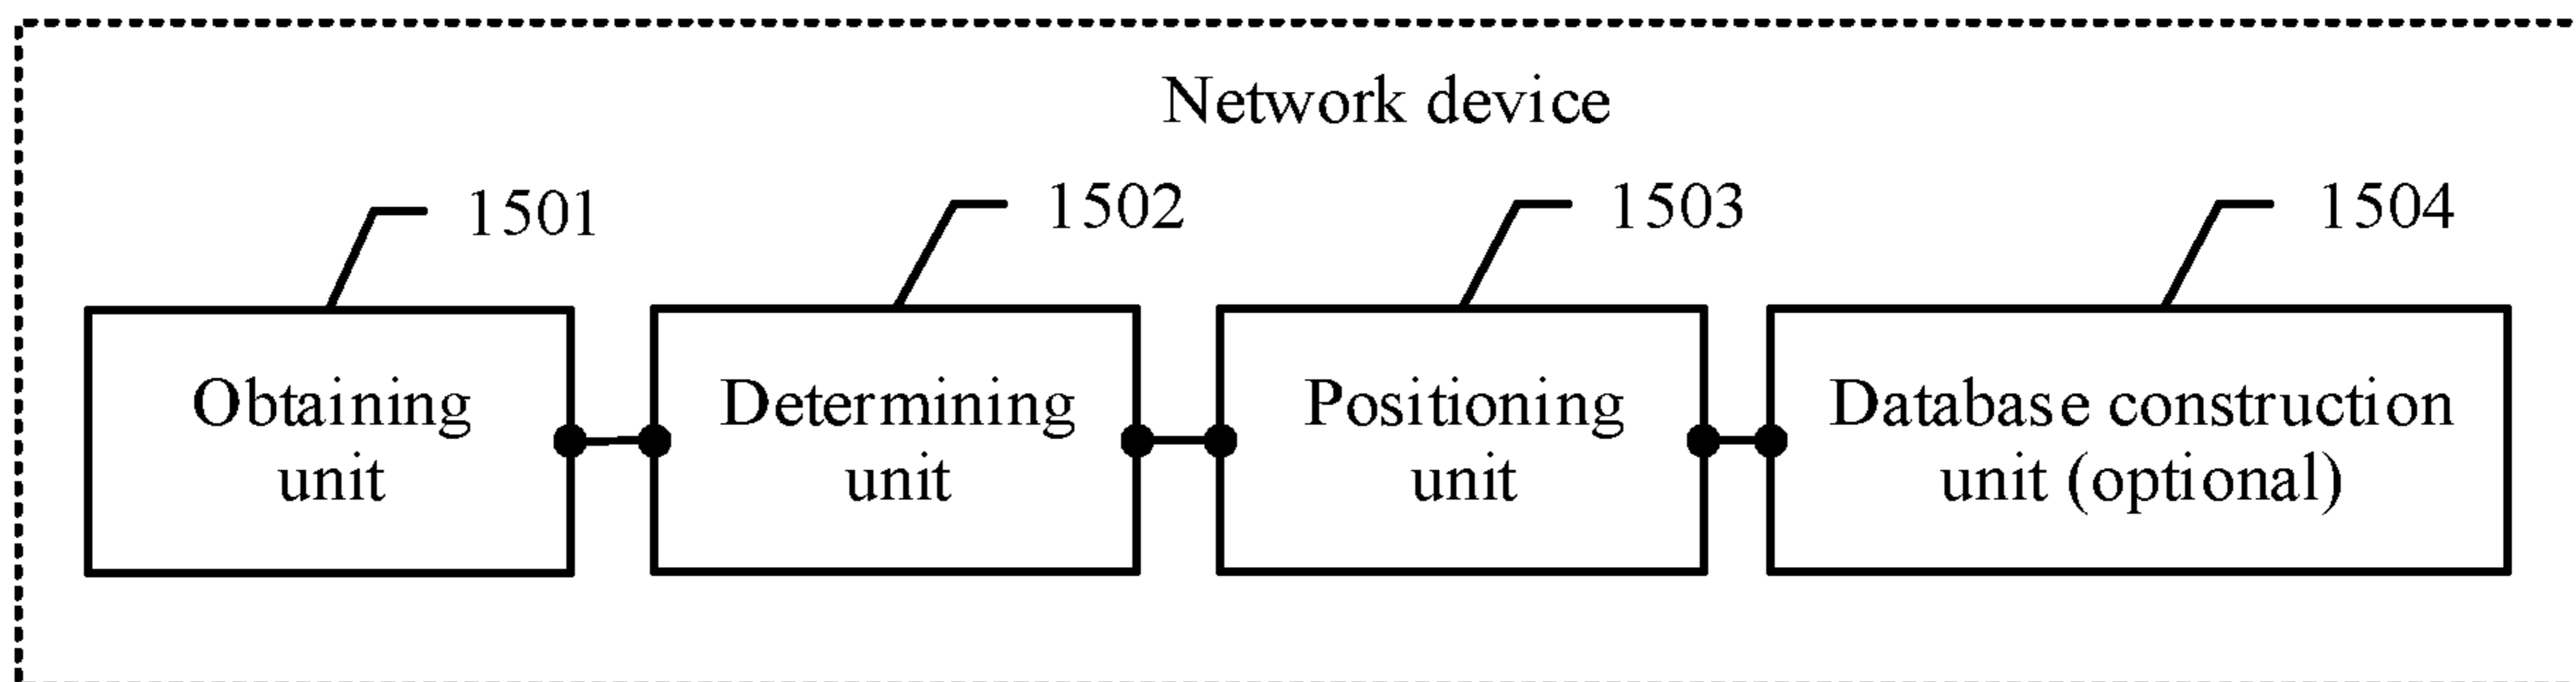 Network device
1501
1502
1503
1504
Obtaining
unit
Determining
unit
Positioning
unit
Database construction
unit (optional)